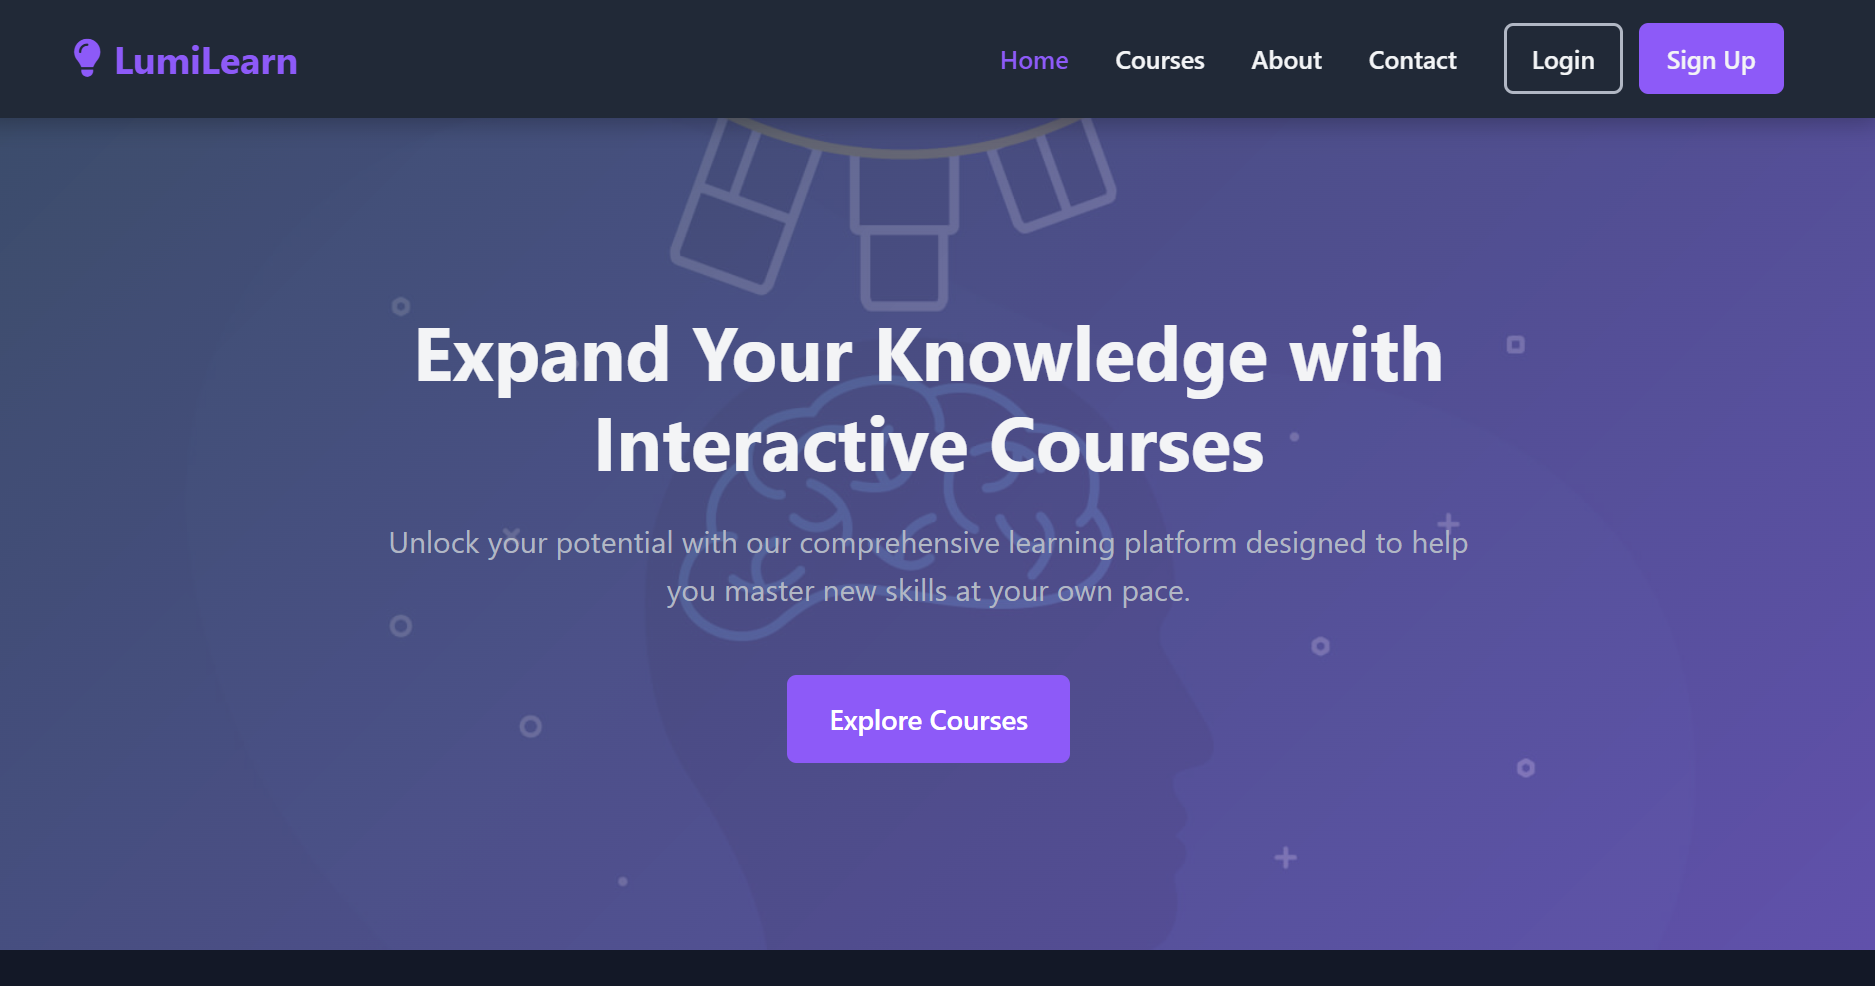 LumiLearn
Home Courses About Contact Login Sign Up
Expand Your Knowledge with
Interactive Courses
Unlock your potential with our comprehensive learning platform designed to help
you master new skills at your own pace.
Explore Courses